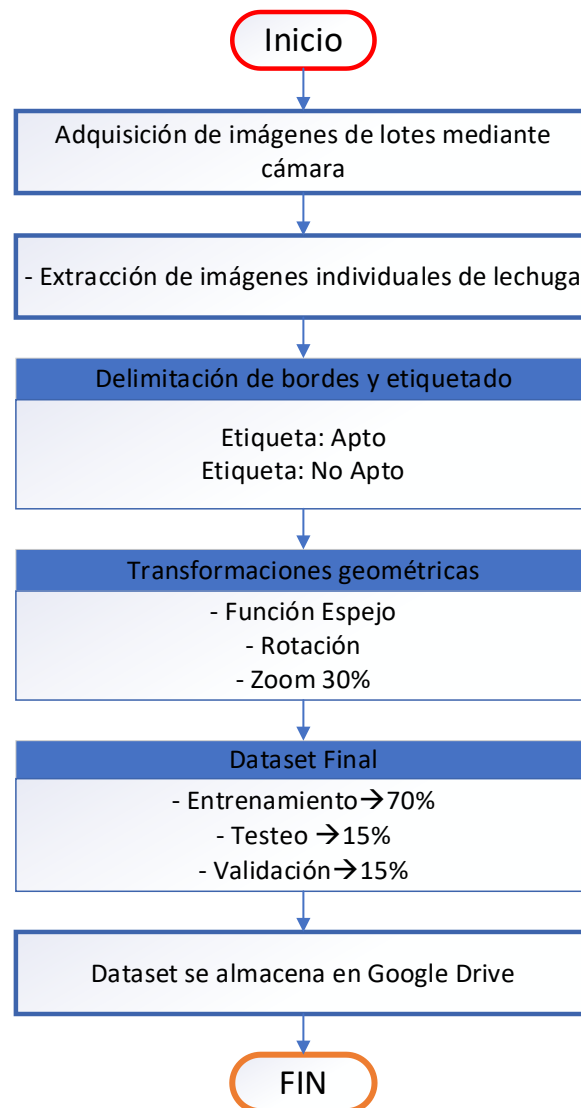 Inicio
Adquisición de imágenes de lotes mediante
cámara
- Extracción de imágenes individuales de lechuga
Delimitación de bordes y etiquetado
Etiqueta: Apto
Etiqueta: No Apto
Transformaciones geométricas
- Función Espejo
- Rotación
- Zoom 30%
Dataset Final
- Entrenamiento→70%
- Testeo →15%
- Validación→15%
Dataset se almacena en Google Drive
FIN